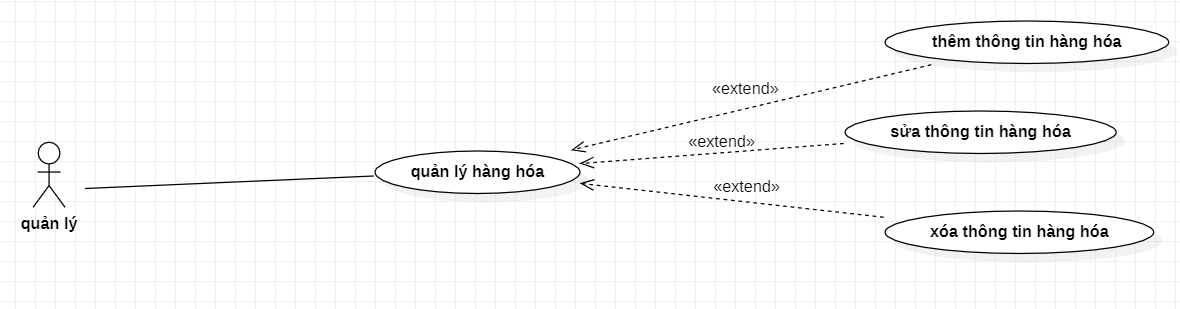 thêm thông tin hàng hóa
«extend»
sửa thông tin hàng hóa
«extend»
quản lý hàng hóa
«extend»
quản lý
xóa thông tin hàng hóa